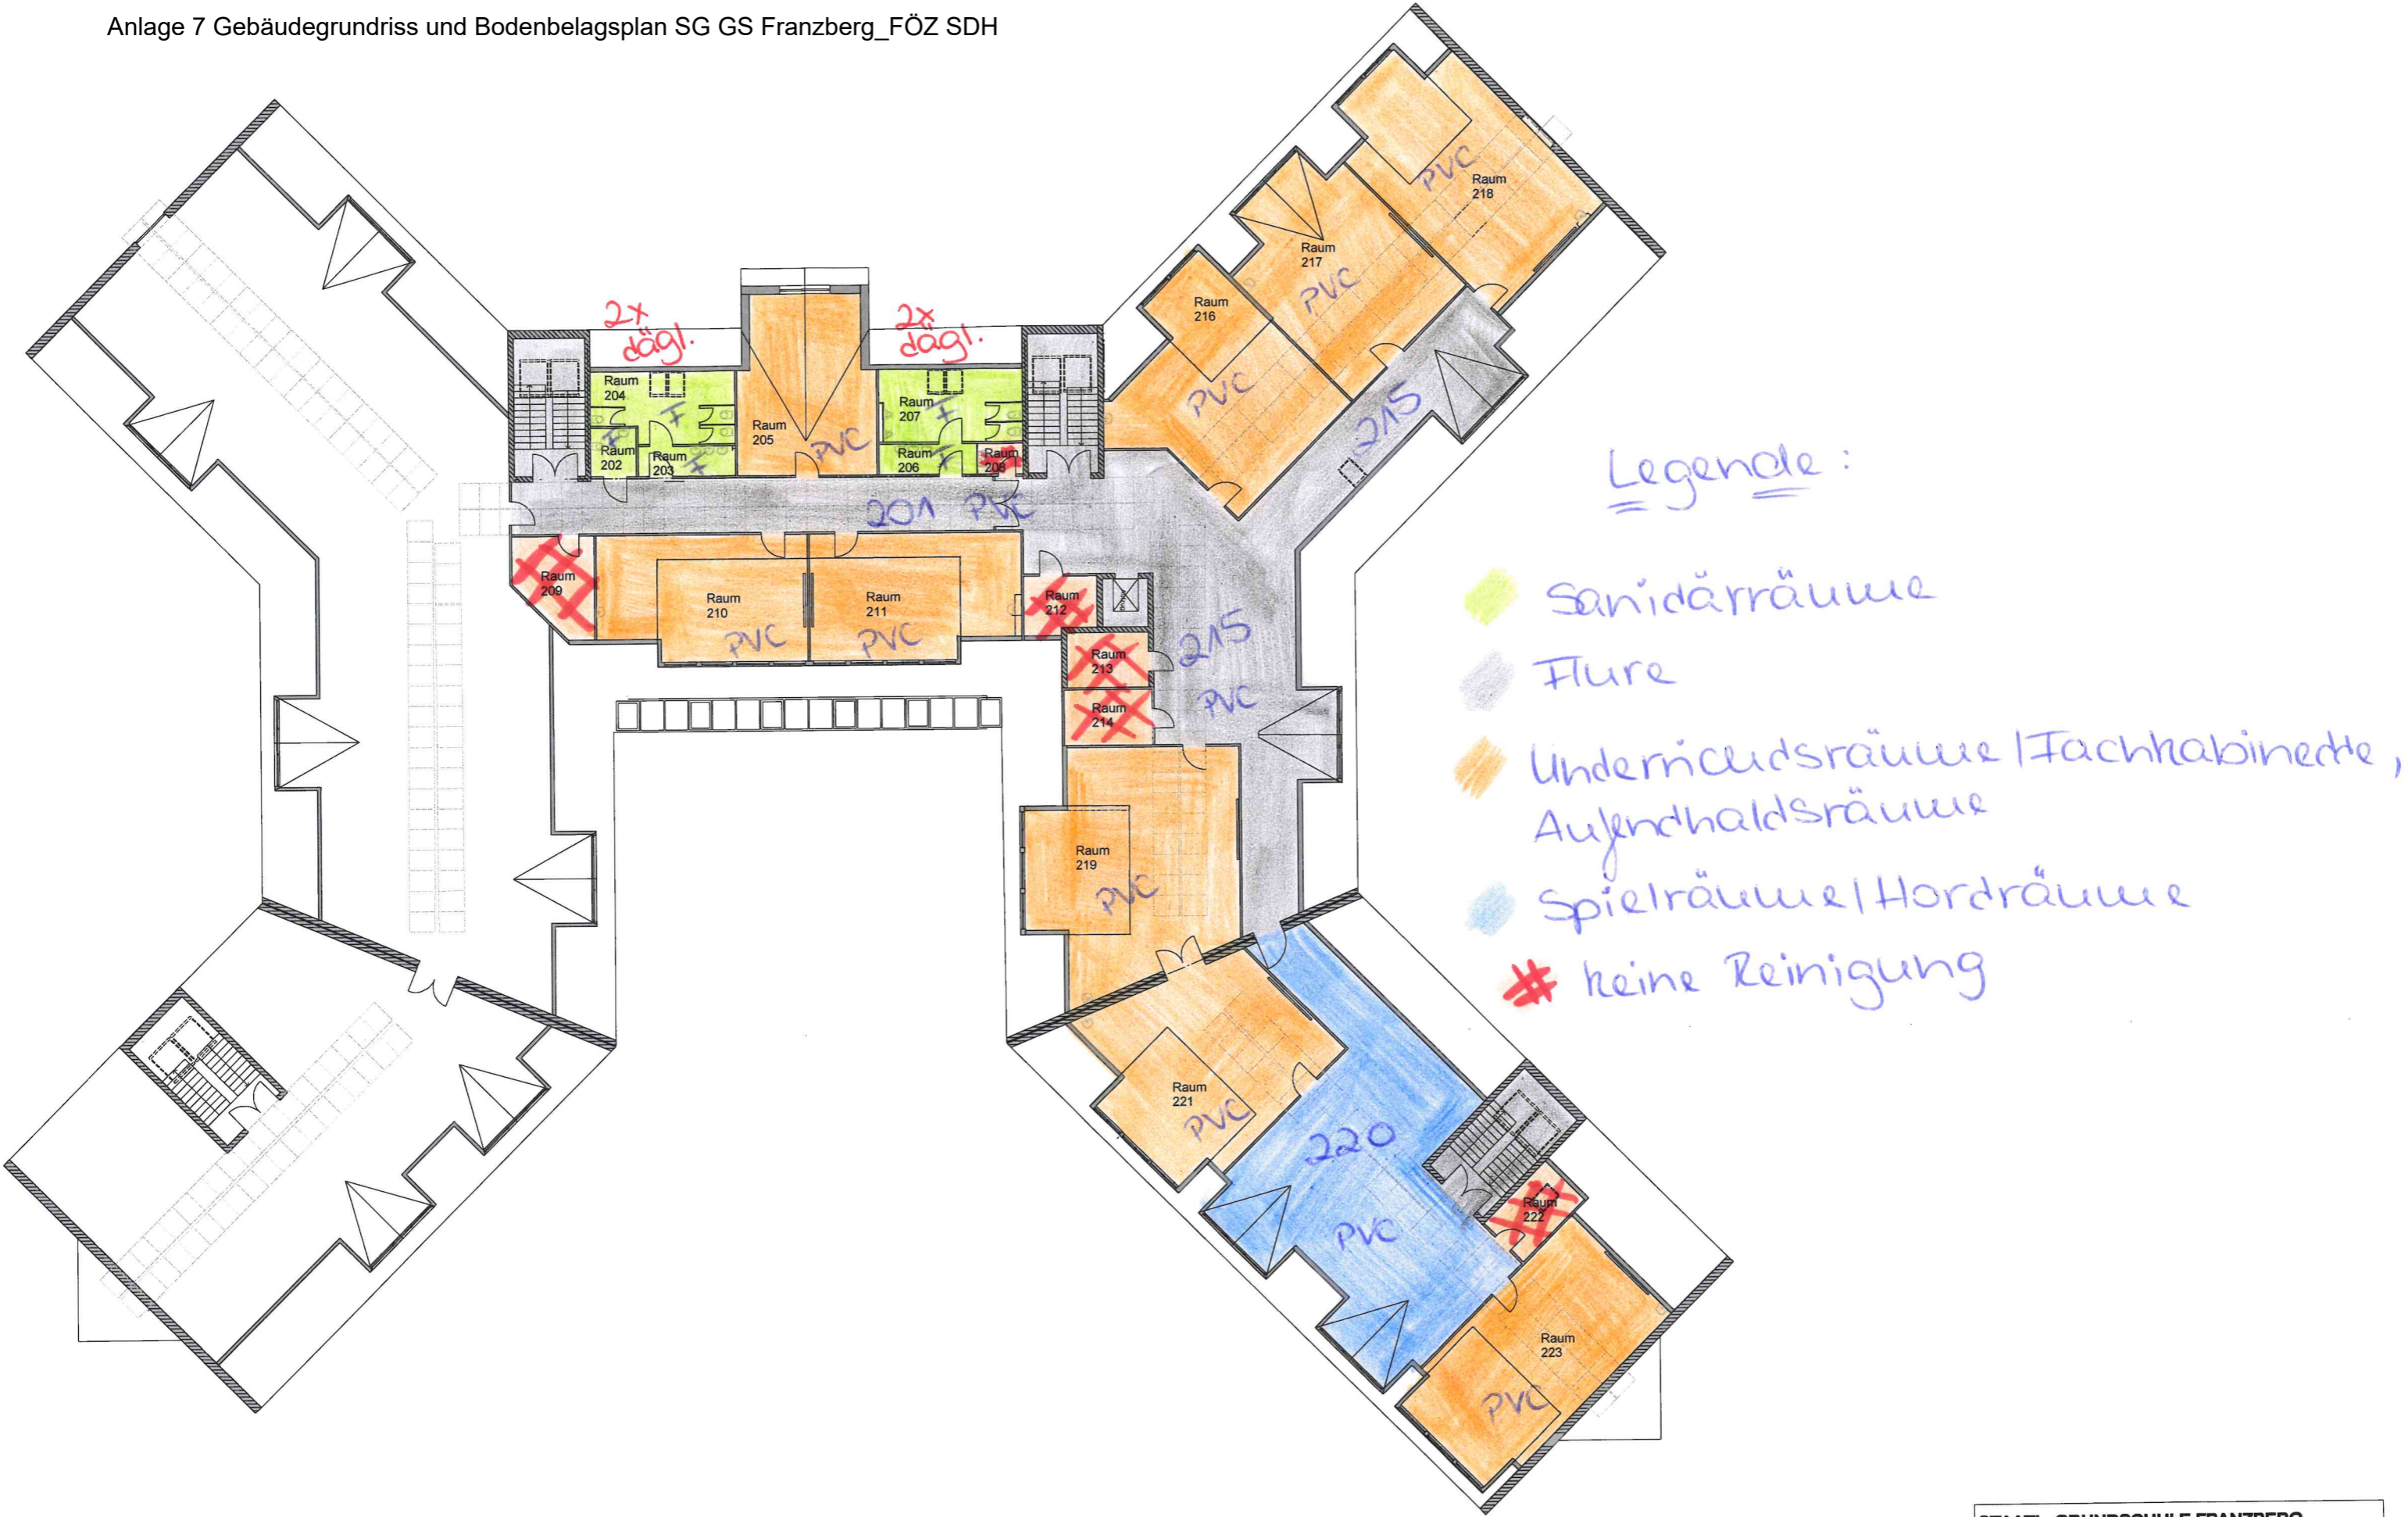 Anlage 7 Gebäudegrundriss und Bodenbelagsplan SG GS Franzberg_FÖZ SDH
PVC
Raum
218
Raum
217
PVC
Raum
216
PVC
215
2x
tägl.
2x
tägl.
Raum
204
F
Raum
202
F
Raum
203
F
Raum
205
PVC
Raum
207
F
Raum
206
F
Raum
208
201 PVC
Raum
209
Raum
210
PVC
Raum
211
PVC
Raum
212
Raum
213
Raum
214
215
PVC
Raum
219
PVC
Raum
221
PVC
220
PVC
Raum
222
Raum
223
PVC
Legende:
Sanitärräume
Flure
Unterrichtsräume/Fachkabinette,
Aufenthaltsräume
Spielräume/Horträume
keine Reinigung
STAATL. GRUNDSCHULE FRANZBERG